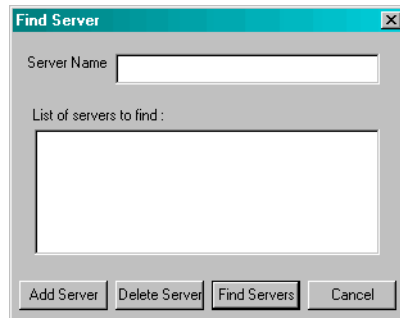 Find Server
Server Name
List of servers to find :
Add Server Delete Server Find Servers Cancel